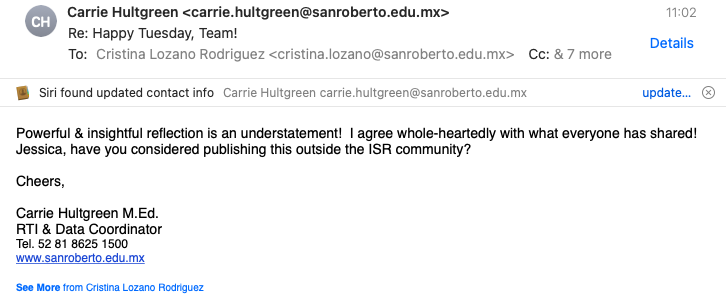 CH
Carrie Hultgreen <carrie.hultgreen@sanroberto.edu.mx>
11:02
Re: Happy Tuesday, Team!
To: Cristina Lozano Rodriguez <cristina.lozano@sanroberto.edu.mx> Cc: & 7 more
Details
Siri found updated contact info Carrie Hultgreen carrie.hultgreen@sanroberto.edu.mx update...
Powerful & insightful reflection is an understatement! I agree whole-heartedly with what everyone has shared!
Jessica, have you considered publishing this outside the ISR community?
Cheers,
Carrie Hultgreen M.Ed.
RTI & Data Coordinator
Tel. 52 81 8625 1500
www.sanroberto.edu.mx
See More from Cristina Lozano Rodriguez